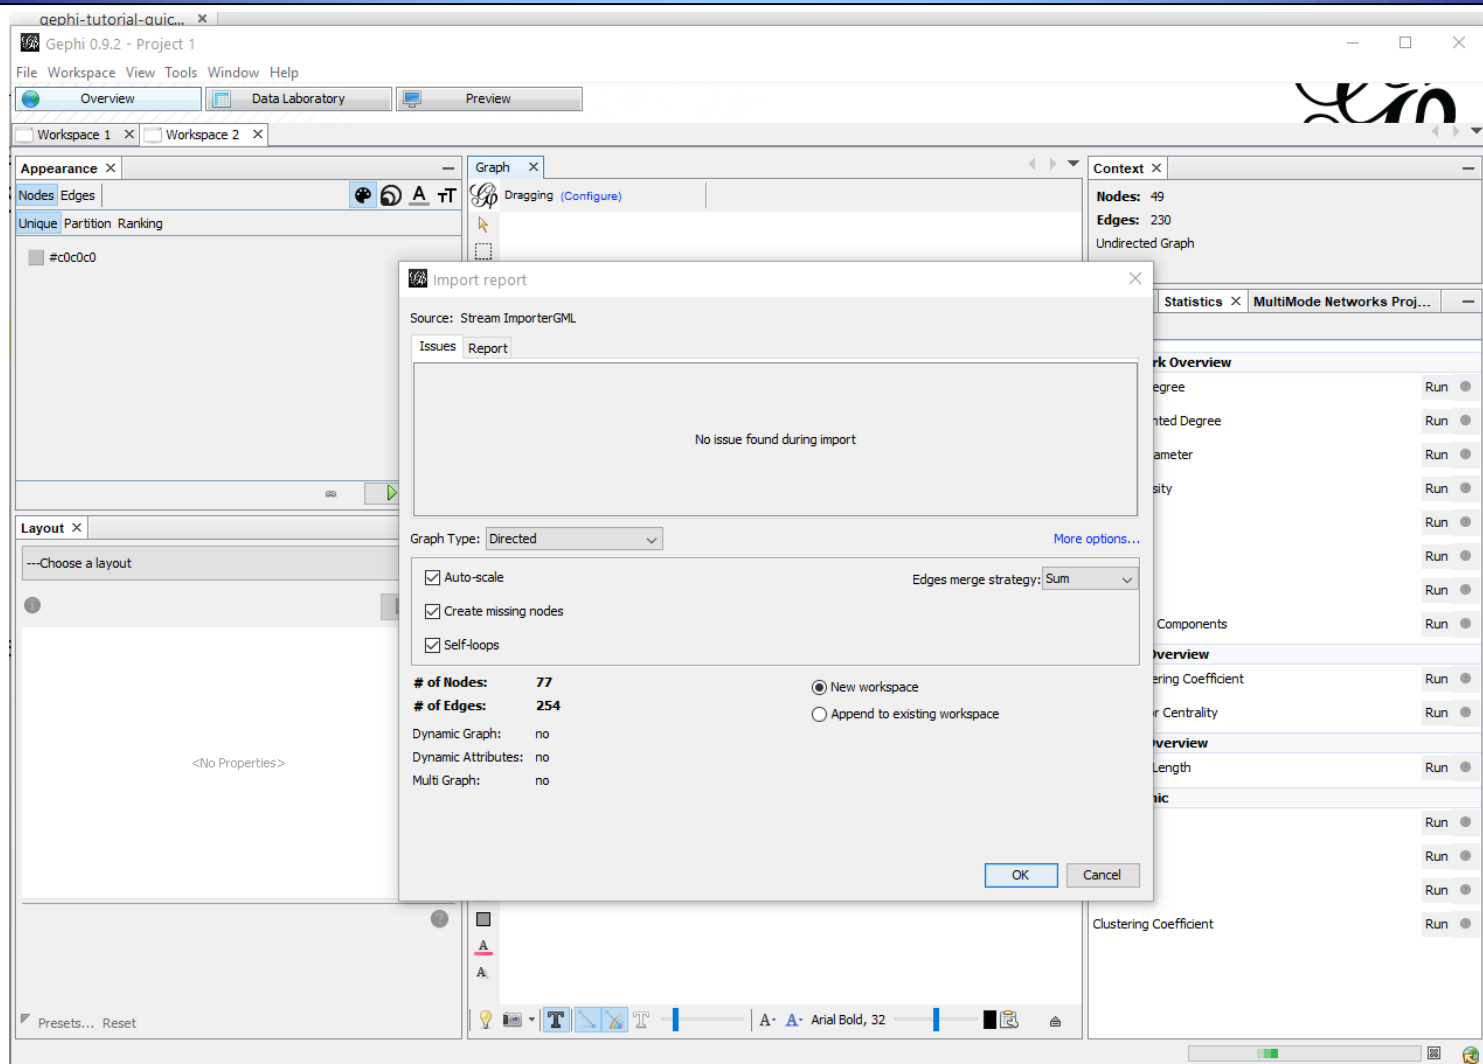 gephi-tutorial-quic... ×
Gephi 0.9.2 - Project 1
File Workspace View Tools Window Help
Overview Data Laboratory Preview
Workspace 1 × Workspace 2 ×
Appearance ×
Nodes Edges
Unique Partition Ranking
#c0c0c0
Graph ×
Dragging (Configure)
Context ×
Nodes: 49
Edges: 230
Undirected Graph
Import report
Source: Stream ImporterGML
Issues Report
No issue found during import
Graph Type: Directed More options...
Auto-scale Edges merge strategy: Sum
Create missing nodes
Self-loops
# of Nodes: 77
# of Edges: 254
Dynamic Graph: no
Dynamic Attributes: no
Multi Graph: no
New workspace
Append to existing workspace
OK Cancel
Statistics × MultiMode Networks Proj...
rk Overview
egree Run
nted Degree Run
ameter Run
sity Run
Run
Run
Run
Components Run
Overview
ering Coefficient Run
r Centrality Run
verview
Length Run
nic
Run
Run
Run
Clustering Coefficient Run
Layout ×
---Choose a layout
<No Properties>
Presets... Reset
T T A- A- Arial Bold, 32